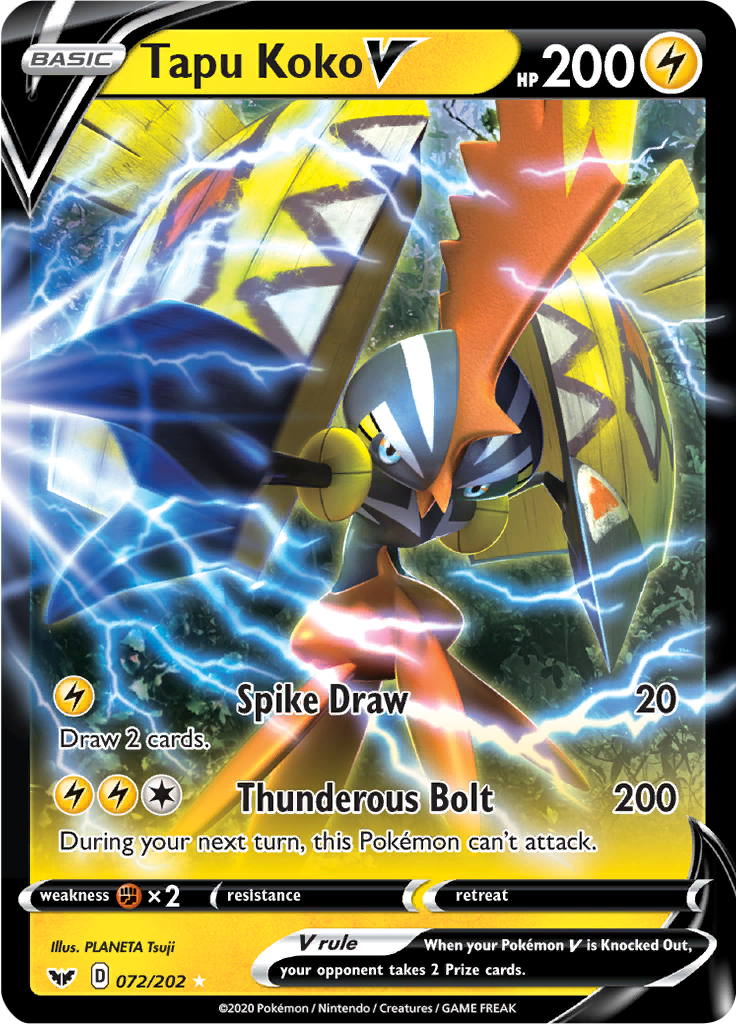 BASIC Tapu Koko V HP 200
Spike Draw 20
Draw 2 cards.
Thunderous Bolt 200
During your next turn, this Pokémon can't attack.
weakness ×2 resistance retreat
Illus. PLANETA Tsuji
V rule When your Pokémon V is Knocked Out,
your opponent takes 2 Prize cards.
D 072/202
©2020 Pokémon / Nintendo / Creatures / GAME FREAK